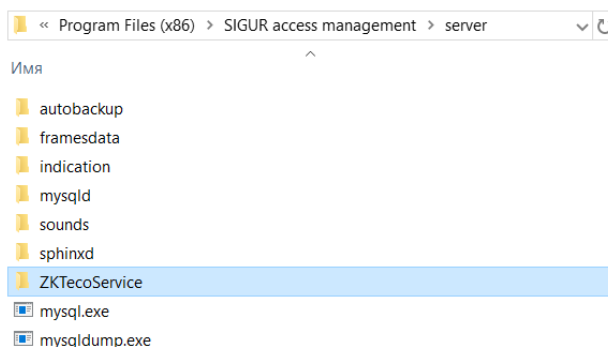 « Program Files (x86) > SIGUR access management > server
Имя
autobackup
framesdata
indication
mysqld
sounds
sphinxd
ZKTecoService
mysql.exe
mysqldump.exe